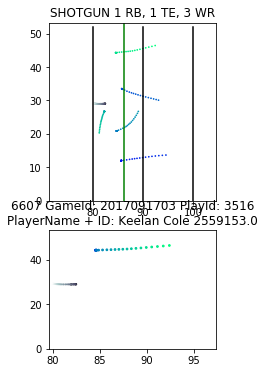 SHOTGUN 1 RB, 1 TE, 3 WR
50
40
30
20
10
0
80 90 100
6607 GameId: 2017091703 PlayId: 3516
PlayerName + ID: Keelan Cole 2559153.0
40
20
0
80 85 90 95